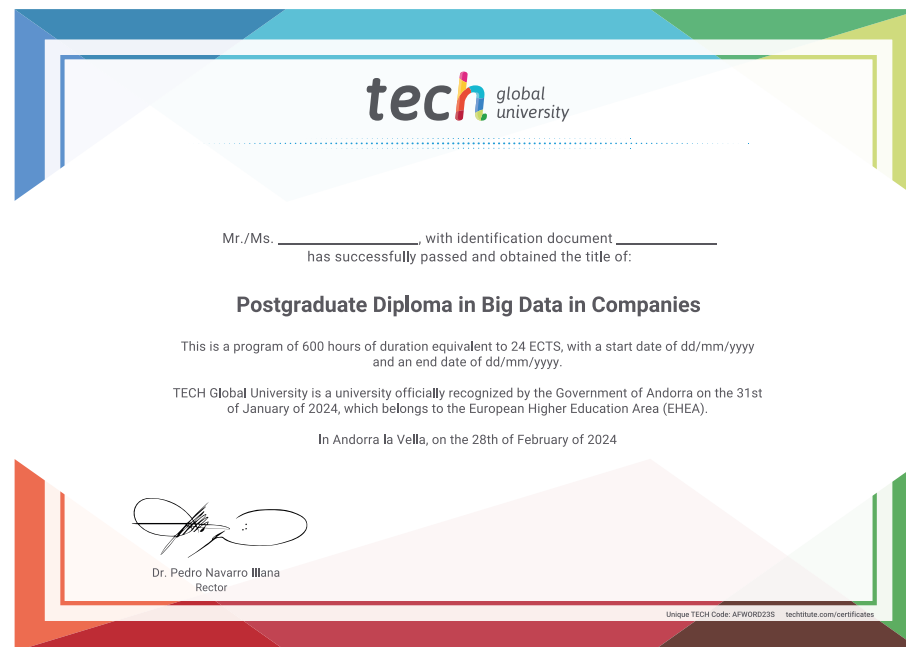 tech global
university
Mr./Ms. ____________, with identification document ____________
has successfully passed and obtained the title of:
Postgraduate Diploma in Big Data in Companies
This is a program of 600 hours of duration equivalent to 24 ECTS, with a start date of dd/mm/yyyy
and an end date of dd/mm/yyyy.
TECH Global University is a university officially recognized by the Government of Andorra on the 31st
of January of 2024, which belongs to the European Higher Education Area (EHEA).
In Andorra la Vella, on the 28th of February of 2024
Dr. Pedro Navarro Illana
Rector
Unique TECH Code: AFWORD23S techtitute.com/certificates